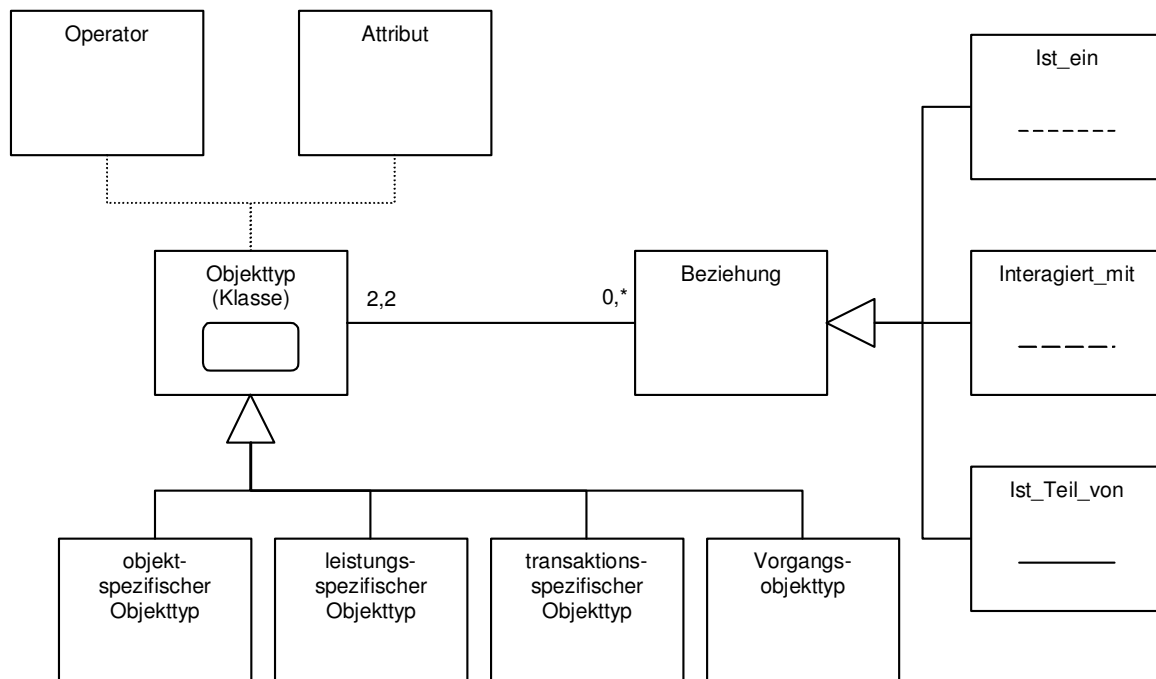 Operator
Attribut
Ist_ein
Objekttyp
(Klasse)
2,2
0,*
Beziehung
Interagiert_mit
Ist_Teil_von
objekt-
spezifischer
Objekttyp
leistungs-
spezifischer
Objekttyp
transaktions-
spezifischer
Objekttyp
Vorgangs-
objekttyp